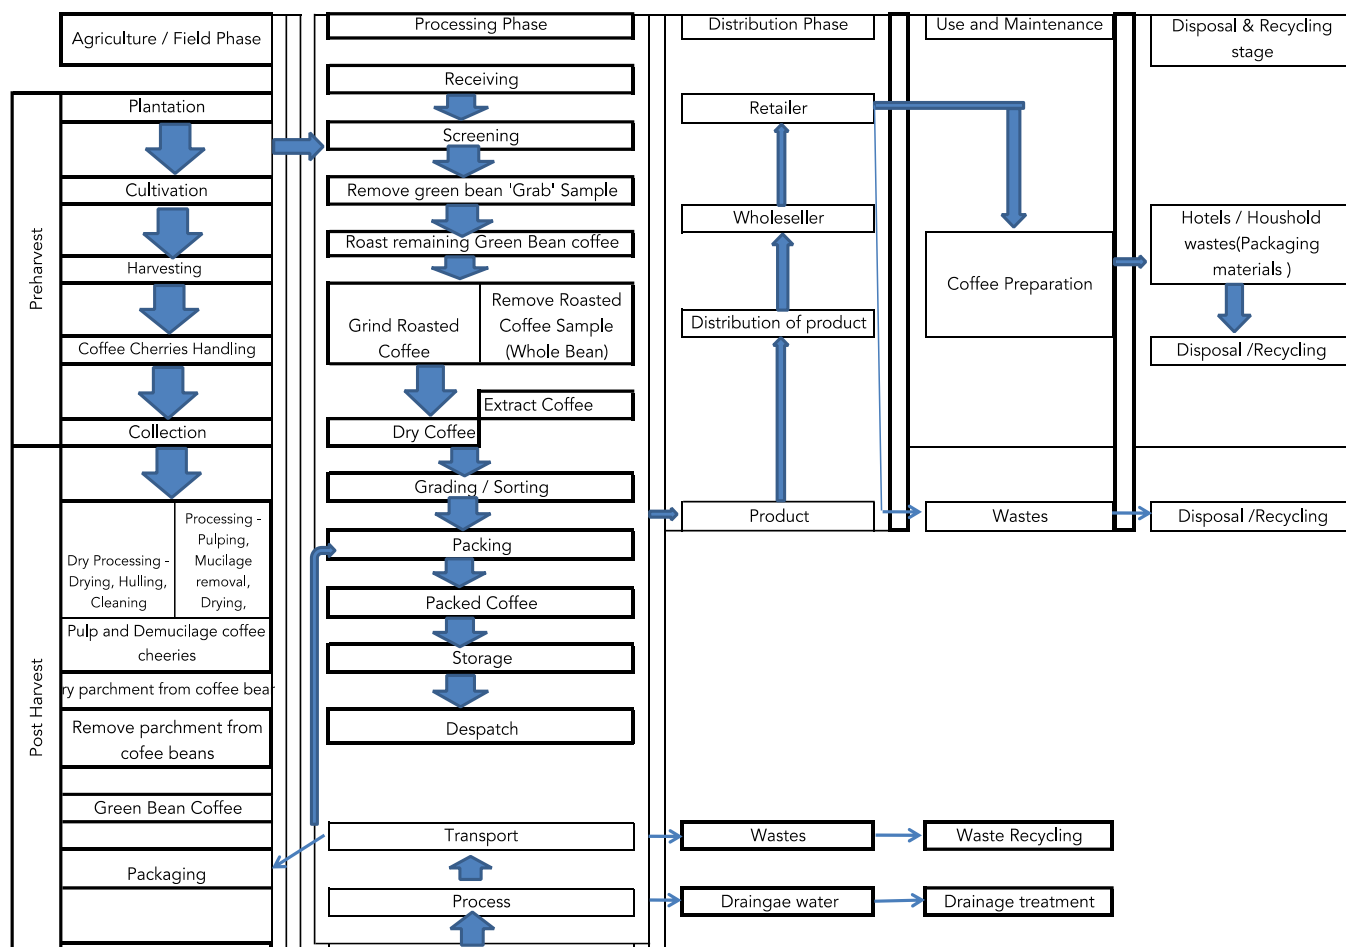 Agriculture / Field Phase
Preharvest
Plantation
Cultivation
Harvesting
Coffee Cherries Handling
Collection
Post Harvest
Dry Processing -
Drying, Hulling,
Cleaning
Processing -
Pulping,
Mucilage
removal,
Drying,
Pulp and Demucilage coffee
cheeries
ry parchment from coffee bear
Remove parchment from
cofee beans
Green Bean Coffee
Packaging
Processing Phase
Receiving
Screening
Remove green bean 'Grab' Sample
Roast remaining Green Bean coffee
Grind Roasted
Coffee
Remove Roasted
Coffee Sample
(Whole Bean)
Extract Coffee
Dry Coffee
Grading / Sorting
Packing
Packed Coffee
Storage
Despatch
Transport
Process
Distribution Phase
Retailer
Wholeseller
Distribution of product
Product
Wastes
Draingae water
Use and Maintenance
Coffee Preparation
Wastes
Waste Recycling
Drainage treatment
Disposal & Recycling
stage
Hotels / Houshold
wastes(Packaging
materials )
Disposal /Recycling
Disposal /Recycling